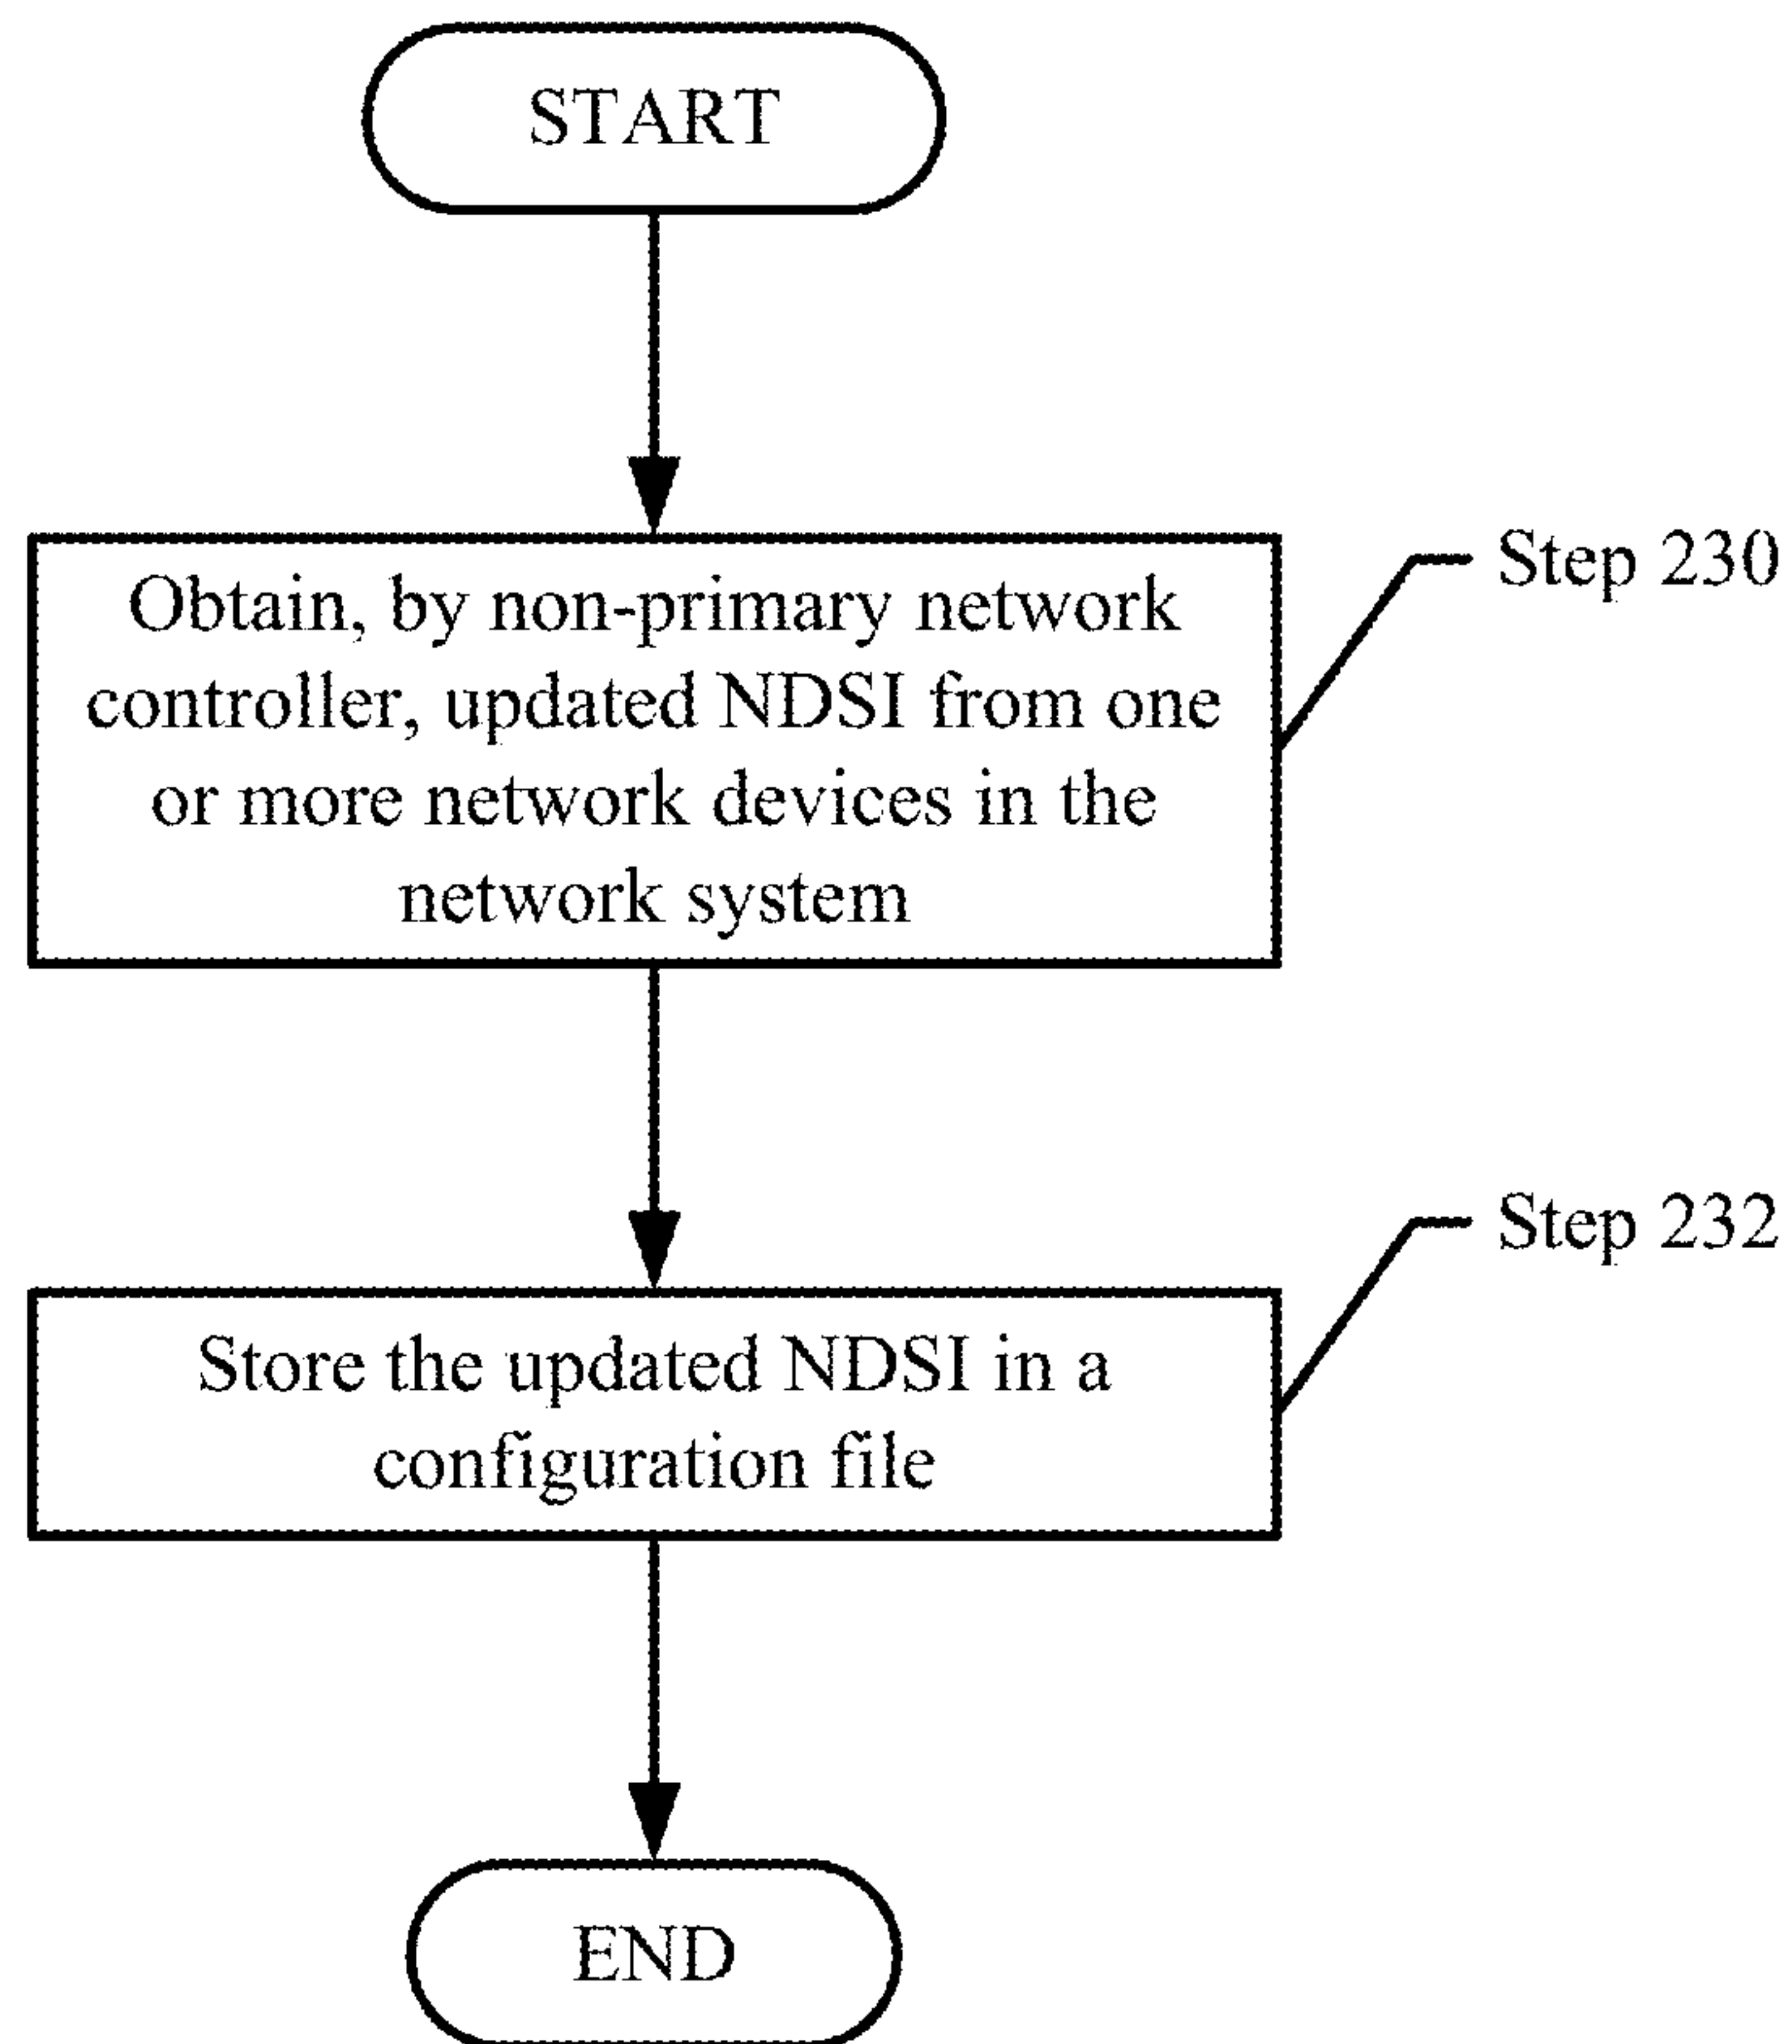 START
Obtain, by non-primary network
controller, updated NDSI from one
or more network devices in the
network system
Step 230
Store the updated NDSI in a
configuration file
Step 232
END